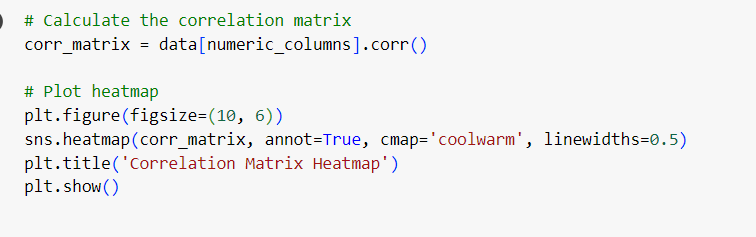 # Calculate the correlation matrix
corr_matrix = data[numeric_columns].corr()
# Plot heatmap
plt.figure(figsize=(10, 6))
sns.heatmap(corr_matrix, annot=True, cmap='coolwarm', linewidths=0.5)
plt.title('Correlation Matrix Heatmap')
plt.show()